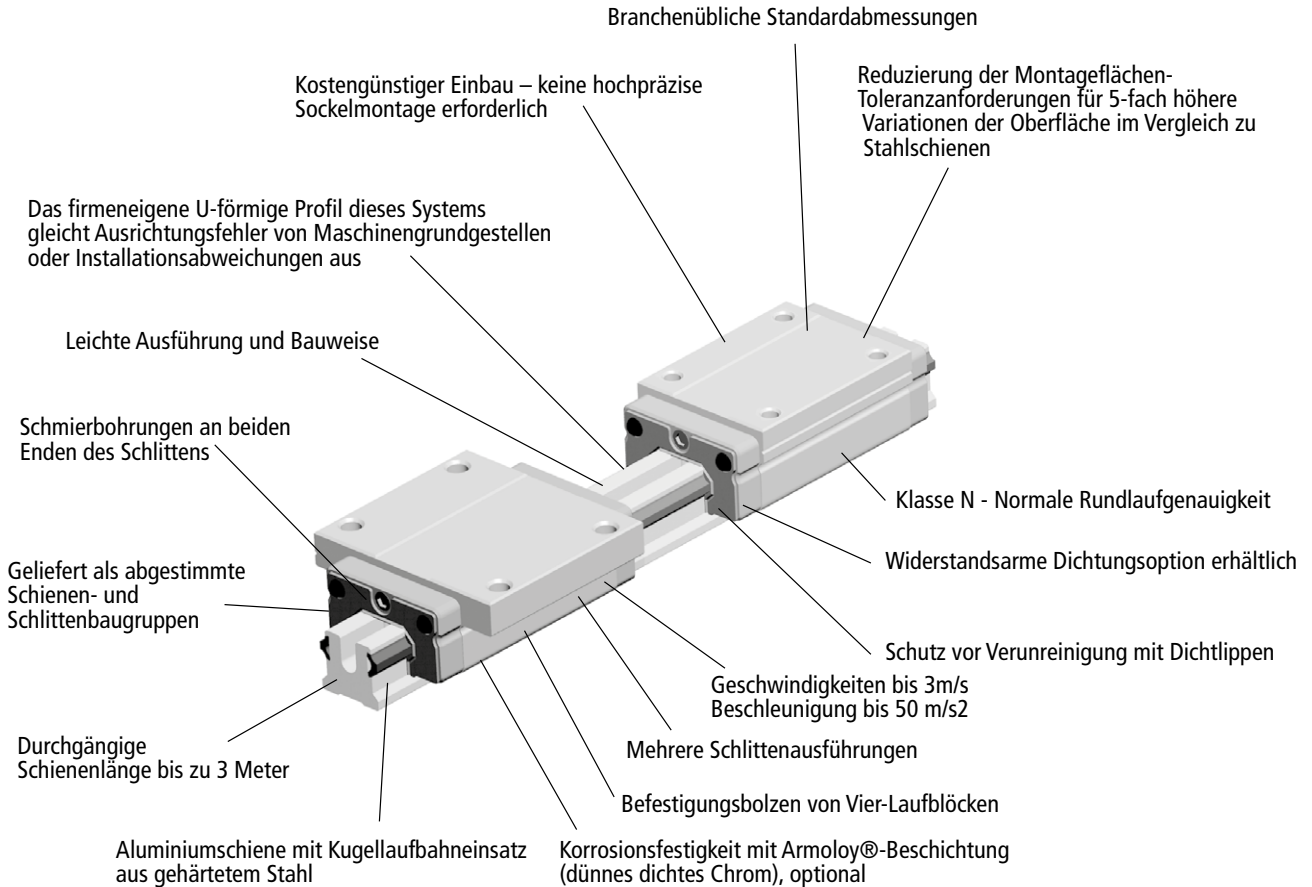 Branchenübliche Standardabmessungen
Kostengünstiger Einbau – keine hochpräzise
Sockelmontage erforderlich
Reduzierung der Montageflächen-
Toleranzanforderungen für 5-fach höhere
Variationen der Oberfläche im Vergleich zu
Stahlschienen
Das firmeneigene U-förmige Profil dieses Systems
gleicht Ausrichtungsfehler von Maschinengrundgestellen
oder Installationsabweichungen aus
Leichte Ausführung und Bauweise
Schmierbohrungen an beiden
Enden des Schlittens
Klasse N - Normale Rundlaufgenauigkeit
Widerstandsarme Dichtungsoption erhältlich
Geliefert als abgestimmte
Schienen- und
Schlittenbaugruppen
Schutz vor Verunreinigung mit Dichtlippen
Geschwindigkeiten bis 3m/s
Beschleunigung bis 50 m/s2
Durchgängige
Schienenlänge bis zu 3 Meter
Mehrere Schlittenausführungen
Befestigungsbolzen von Vier-Laufblöcken
Aluminiumschiene mit Kugellaufbahneinsatz
aus gehärtetem Stahl
Korrosionsfestigkeit mit Armoloy®-Beschichtung
(dünnes dichtes Chrom), optional